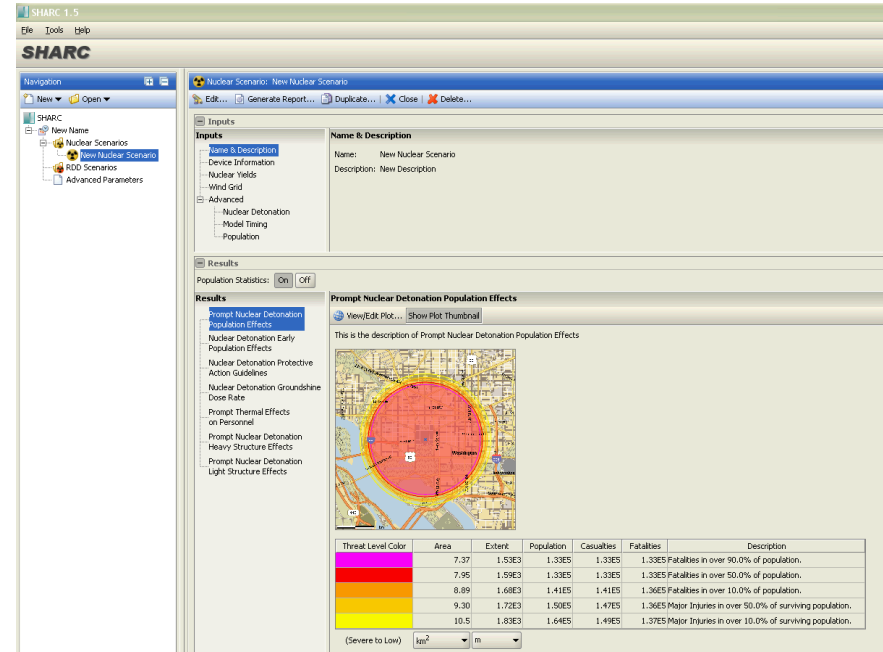 SHARC 1.5
File Tools Help
SHARC
Navigation
New Open
SHARC
New Name
Nuclear Scenarios
New Nuclear Scenario
RDD Scenarios
Advanced Parameters
Nuclear Scenario: New Nuclear Scenario
Edit... Generate Report... Duplicate... Close Delete...
Inputs
Inputs
Name & Description
Device Information
Nuclear Yields
Wind Grid
Advanced
Nuclear Detonation
Model Timing
Population
Name & Description
Name: New Nuclear Scenario
Description: New Description
Results
Population Statistics: On Off
Results
Prompt Nuclear Detonation
Population Effects
Nuclear Detonation Early
Population Effects
Nuclear Detonation Protective
Action Guidelines
Nuclear Detonation Groundshine
Dose Rate
Prompt Thermal Effects
on Personnel
Prompt Nuclear Detonation
Heavy Structure Effects
Prompt Nuclear Detonation
Light Structure Effects
Prompt Nuclear Detonation Population Effects
View/Edit Plot... Show Plot Thumbnail
This is the description of Prompt Nuclear Detonation Population Effects
Washington
Threat Level Color Area Extent Population Casualties Fatalities Description
7.37 1.53E3 1.33E5 1.33E5 1.33E5 Fatalities in over 90.0% of population.
7.95 1.59E3 1.33E5 1.33E5 1.33E5 Fatalities in over 50.0% of population.
8.89 1.68E3 1.41E5 1.41E5 1.36E5 Fatalities in over 10.0% of population.
9.30 1.72E3 1.50E5 1.47E5 1.36E5 Major Injuries in over 50.0% of surviving population.
10.5 1.83E3 1.64E5 1.49E5 1.37E5 Major Injuries in over 10.0% of surviving population.
(Severe to Low) km² m